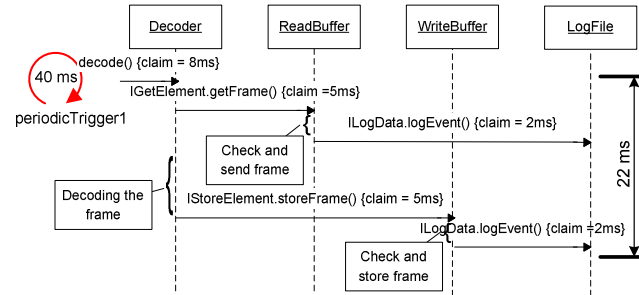 Decoder
ReadBuffer
WriteBuffer
LogFile
decode() {claim = 8ms}
40 ms
periodicTrigger1
IGetElement.getFrame() {claim =5ms}
ILogData.logEvent() {claim = 2ms}
Check and
send frame
22 ms
Decoding the
frame
IStoreElement.storeFrame() {claim = 5ms}
ILogData.logEvent() {claim =2ms}
Check and
store frame